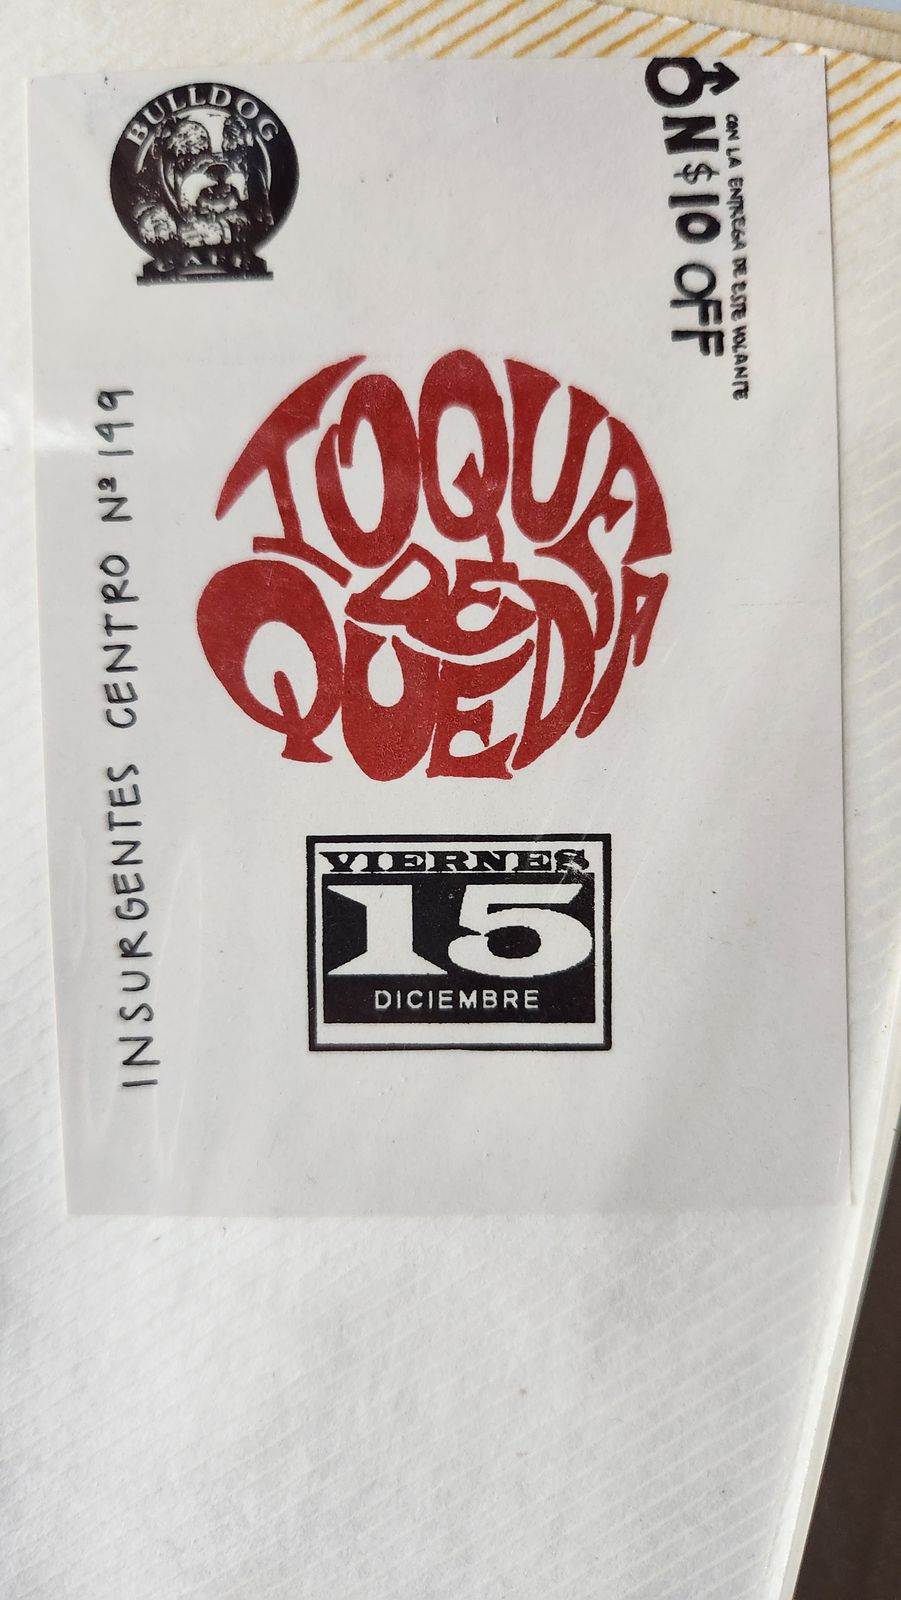 BULLDOG
CAFÉ
♂ N$10 OFF
CON LA ENTREGA DE ESTE VOLANTE
TOQUE
DE
QUEDA
VIERNES
15
DICIEMBRE
INSURGENTES CENTRO Nº 199